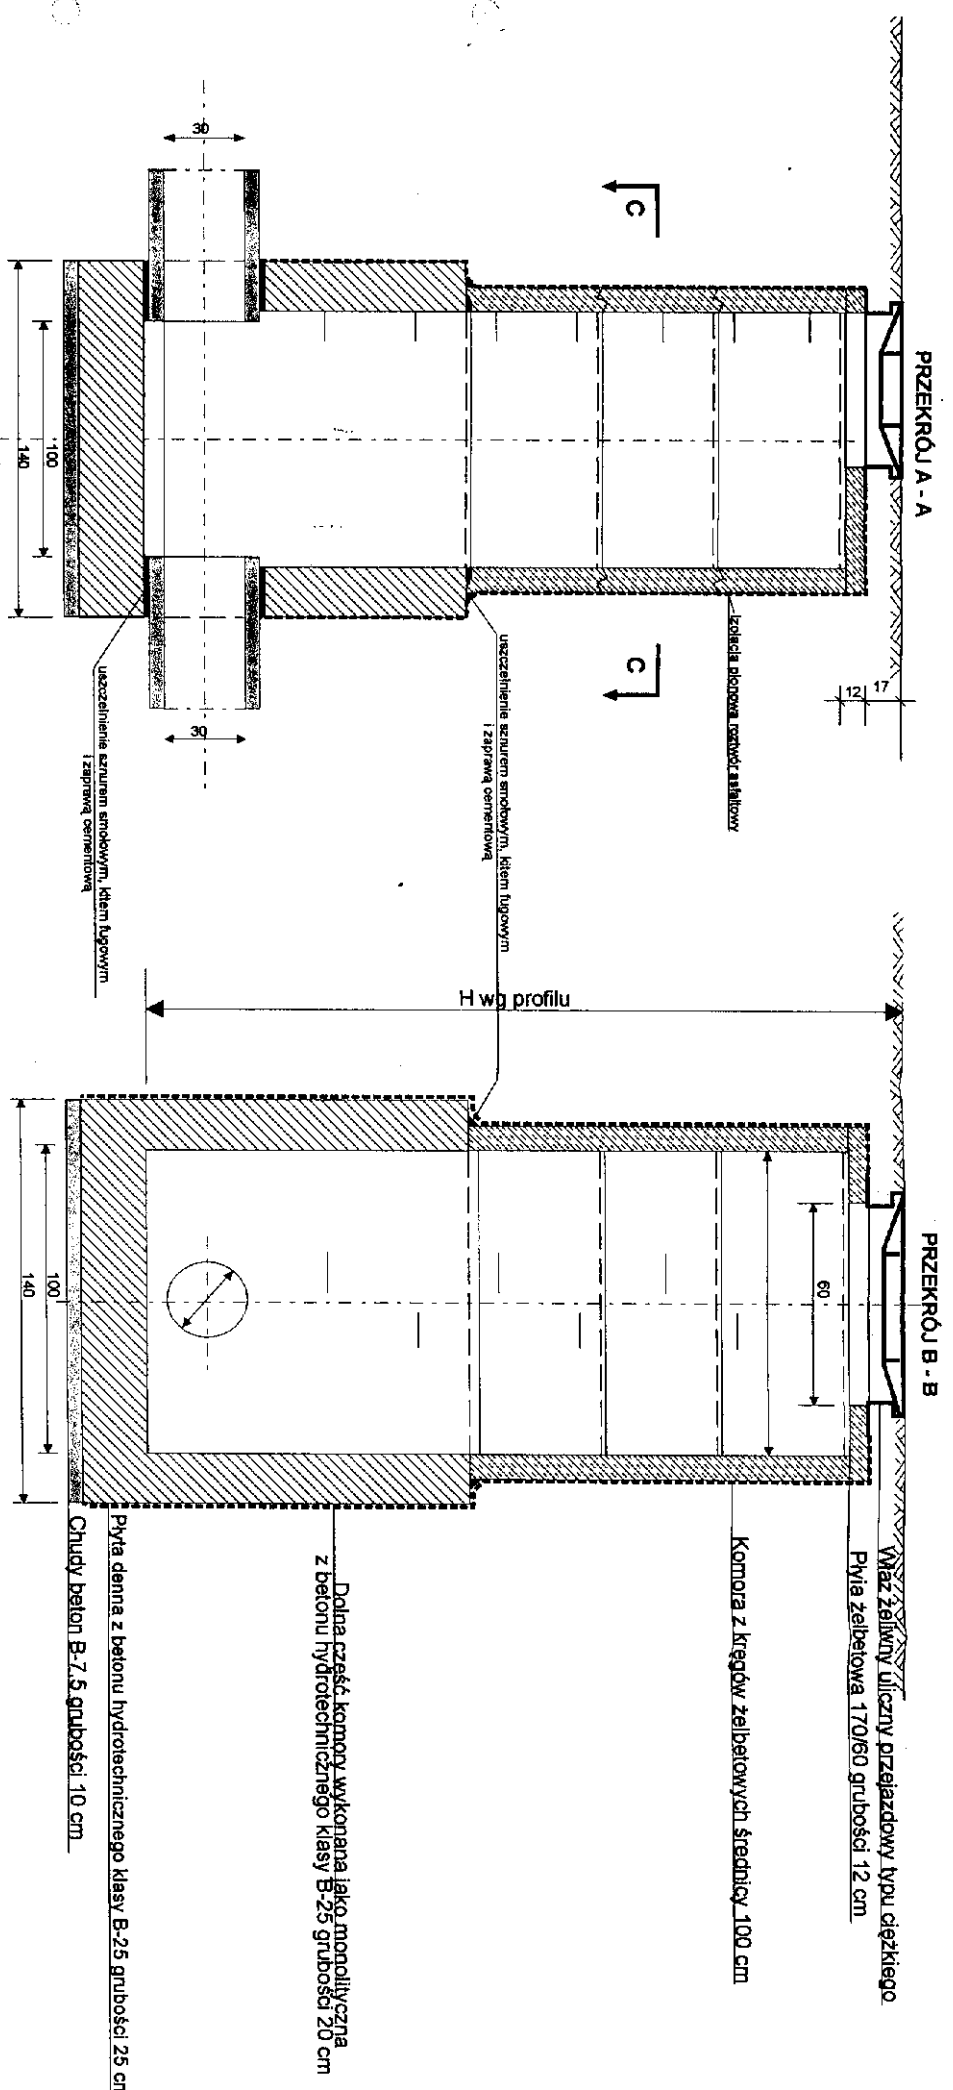 PRZEKRÓJ A - A
17
12
C
C
izolacja pionowa roztwór asfaltowy
uszczelnienie sznurem smołowym, kitem fugowym
i zaprawą cementową
30
30
uszczelnienie sznurem smołowym, kitem fugowym
i zaprawą cementową
100
140
PRZEKRÓJ B - B
H wg profilu
60
100
140
Właz żeliwny uliczny przejazdowy typu ciężkiego
Płyta żelbetowa 170/60 grubości 12 cm
Komora z kręgów żelbetowych średnicy 100 cm
Dolna cześć komory wykonana jako monolityczna
z betonu hydrotechnicznego klasy B-25 grubości 20 cm
Płyta denna z betonu hydrotechnicznego klasy B-25 grubości 25 cm
Chudy beton B-7,5 grubości 10 cm